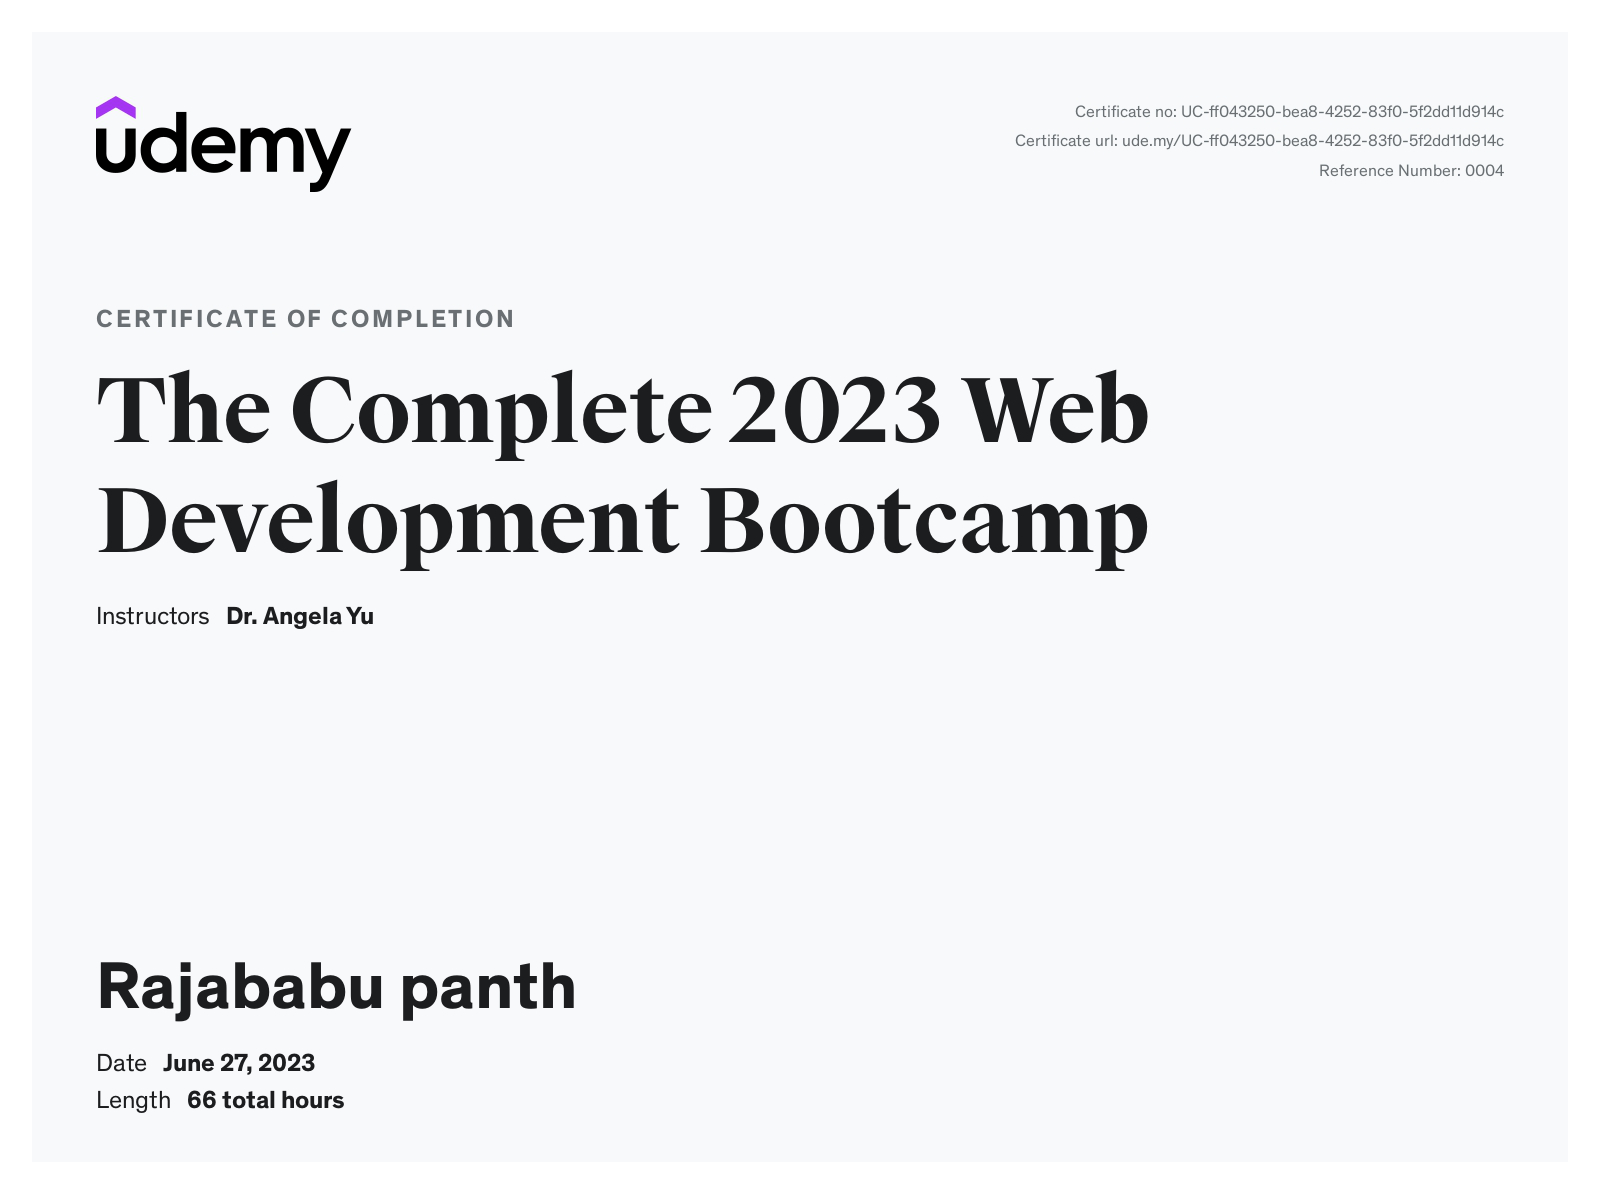 udemy
Certificate no: UC-ff043250-bea8-4252-83f0-5f2dd11d914c
Certificate url: ude.my/UC-ff043250-bea8-4252-83f0-5f2dd11d914c
Reference Number: 0004
CERTIFICATE OF COMPLETION
The Complete 2023 Web
Development Bootcamp
Instructors Dr. Angela Yu
Rajababu panth
Date June 27, 2023
Length 66 total hours